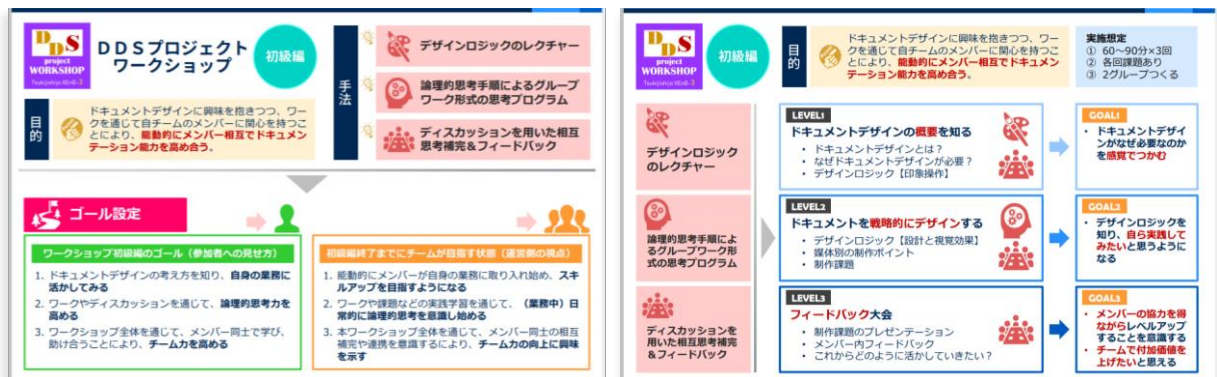 DDS
project
WORKSHOP
DDSプロジェクト
ワークショップ
初級編
目的
ドキュメントデザインに興味を抱きつつ、ワー
クを通じて自チームのメンバーに関心を持つこ
とにより、能動的にメンバー相互でドキュメン
テーション能力を高め合う。
手法
デザインロジックのレクチャー
論理的思考手順によるグループ
ワーク形式の思考プログラム
ディスカッションを用いた相互
思考補完&フィードバック
ゴール設定
ワークショップ初級編のゴール(参加者への見せ方)
1. ドキュメントデザインの考え方を知り、自身の業務に
活かしてみる
2. ワークやディスカッションを通じて、論理的思考力を
高める
3. ワークショップ全体を通じて、メンバー同士で学び、
助け合うことにより、チーム力を高める
初級編終了までにチームが目指す状態(運営側の視点)
1. 能動的にメンバーが自身の業務に取り入れ始め、スキ
ルアップを目指すようになる
2. ワークや課題などの実践学習を通じて、(業務中)日
常的に論理的思考を意識し始める
3. 本ワークショップ全体を通じて、メンバー同士の相互
補完や連携を意識するにより、チーム力の向上に興味
を示す
DDS
project
WORKSHOP
初級編
目的
ドキュメントデザインに興味を抱きつつ、ワー
クを通じて自チームのメンバーに関心を持つこ
とにより、能動的にメンバー相互でドキュメン
テーション能力を高め合う。
実施想定
① 60~90分×3回
② 各回課題あり
③ 2グループつくる
デザインロジック
のレクチャー
LEVEL1
ドキュメントデザインの概要を知る
• ドキュメントデザインとは?
• なぜドキュメントデザインが必要?
• デザインロジック【印象操作】
GOAL1
• ドキュメントデザイ
ンがなぜ必要なのか
を感覚でつかむ
論理的思考手順によ
るグループワーク形
式の思考プログラム
LEVEL2
ドキュメントを戦略的にデザインする
• デザインロジック【設計と視覚効果】
• 媒体別の制作ポイント
• 制作課題
GOAL2
• デザインロジックを
知り、自ら実践して
みたいと思うように
なる
ディスカッションを
用いた相互思考補完
&フィードバック
LEVEL3
フィードバック大会
• 制作課題のプレゼンテーション
• メンバー内フィードバック
• これからどのように活かしていきたい?
GOAL3
• メンバーの協力を得
ながらレベルアップ
することを意識する
• チームで付加価値を
上げたいと思える